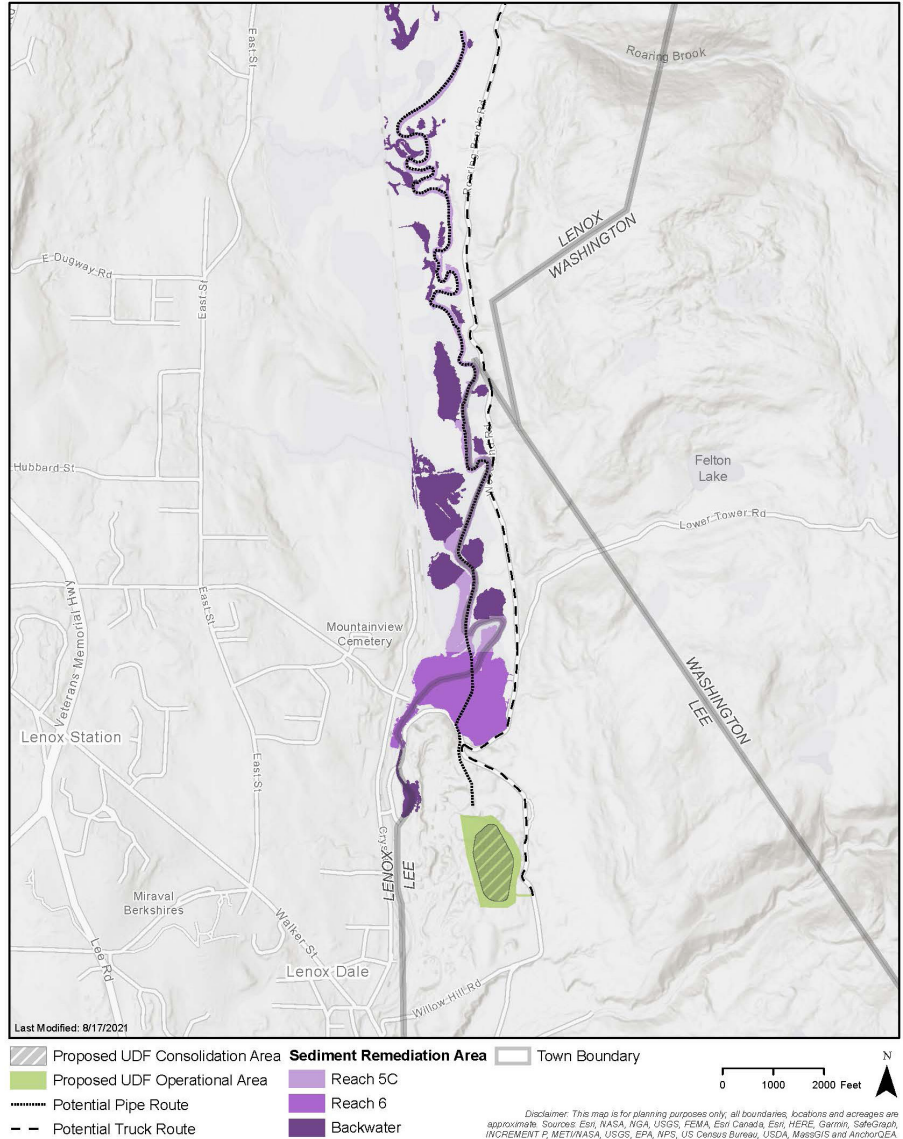 Roaring Brook
East St
Roaring Brook Rd
LENOX
WASHINGTON
E Dugway Rd
East St
Hubbard St
Felton
Lake
Lower Tower Rd
Veterans Memorial Hwy
East St
Mountainview
Cemetery
WASHINGTON
LEE
Lenox Station
East St
LENOX
LEE
Miraval
Berkshires
Walker St
Lee Rd
Lenox Dale
Willow Hill Rd
Last Modified: 8/17/2021
Proposed UDF Consolidation Area
Proposed UDF Operational Area
Potential Pipe Route
Potential Truck Route
Sediment Remediation Area
Reach 5C
Reach 6
Backwater
Town Boundary
0 1000 2000 Feet
N
Disclaimer: This map is for planning purposes only; all boundaries, locations and acreages are
approximate. Sources: Esri, NASA, NGA, USGS, FEMA, Esri Canada, Esri, HERE, Garmin, SafeGraph,
INCREMENT P, METI/NASA, USGS, EPA, NPS, US Census Bureau, USDA, MassGIS and AnchorQEA.